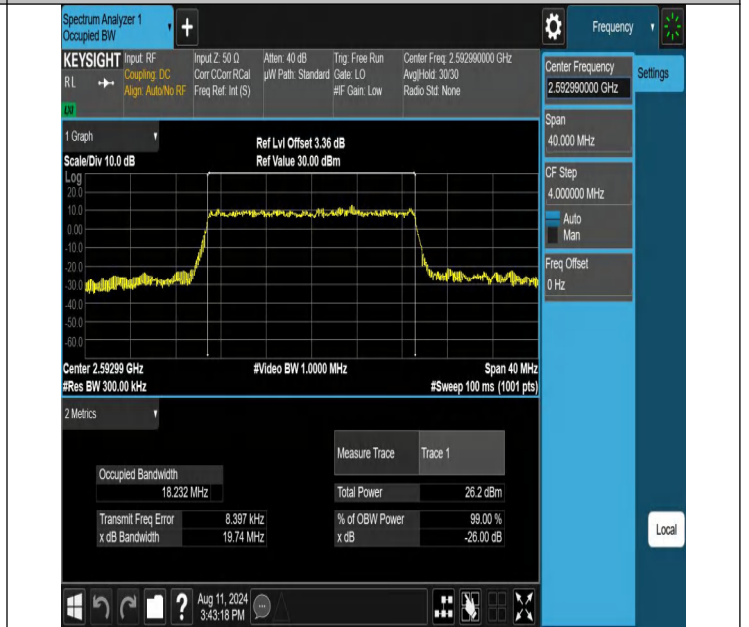 Spectrum Analyzer 1
Occupied BW
+
Frequency
KEYSIGHT
RL
Input: RF
Coupling: DC
Align: Auto/No RF
Input Z: 50 Ω
Corr CCorr RCal
Freq Ref: Int (S)
Atten: 40 dB
µW Path: Standard
Trig: Free Run
Gate: LO
#IF Gain: Low
Center Freq: 2.592990000 GHz
Avg|Hold: 30/30
Radio Std: None
Center Frequency
2.592990000 GHz
Settings
Span
40.000 MHz
CF Step
4.000000 MHz
Auto
Man
Freq Offset
0 Hz
1 Graph
Scale/Div 10.0 dB
Ref Lvl Offset 3.36 dB
Ref Value 30.00 dBm
Log
20.0
10.0
0.00
-10.0
-20.0
-30.0
-40.0
-50.0
-60.0
Center 2.59299 GHz
#Video BW 1.0000 MHz
Span 40 MHz
#Res BW 300.00 kHz
#Sweep 100 ms (1001 pts)
2 Metrics
Measure Trace
Trace 1
Occupied Bandwidth
18.232 MHz
Total Power
26.2 dBm
Transmit Freq Error
8.397 kHz
% of OBW Power
99.00 %
x dB Bandwidth
19.74 MHz
x dB
-26.00 dB
Local
?
Aug 11, 2024
3:43:18 PM